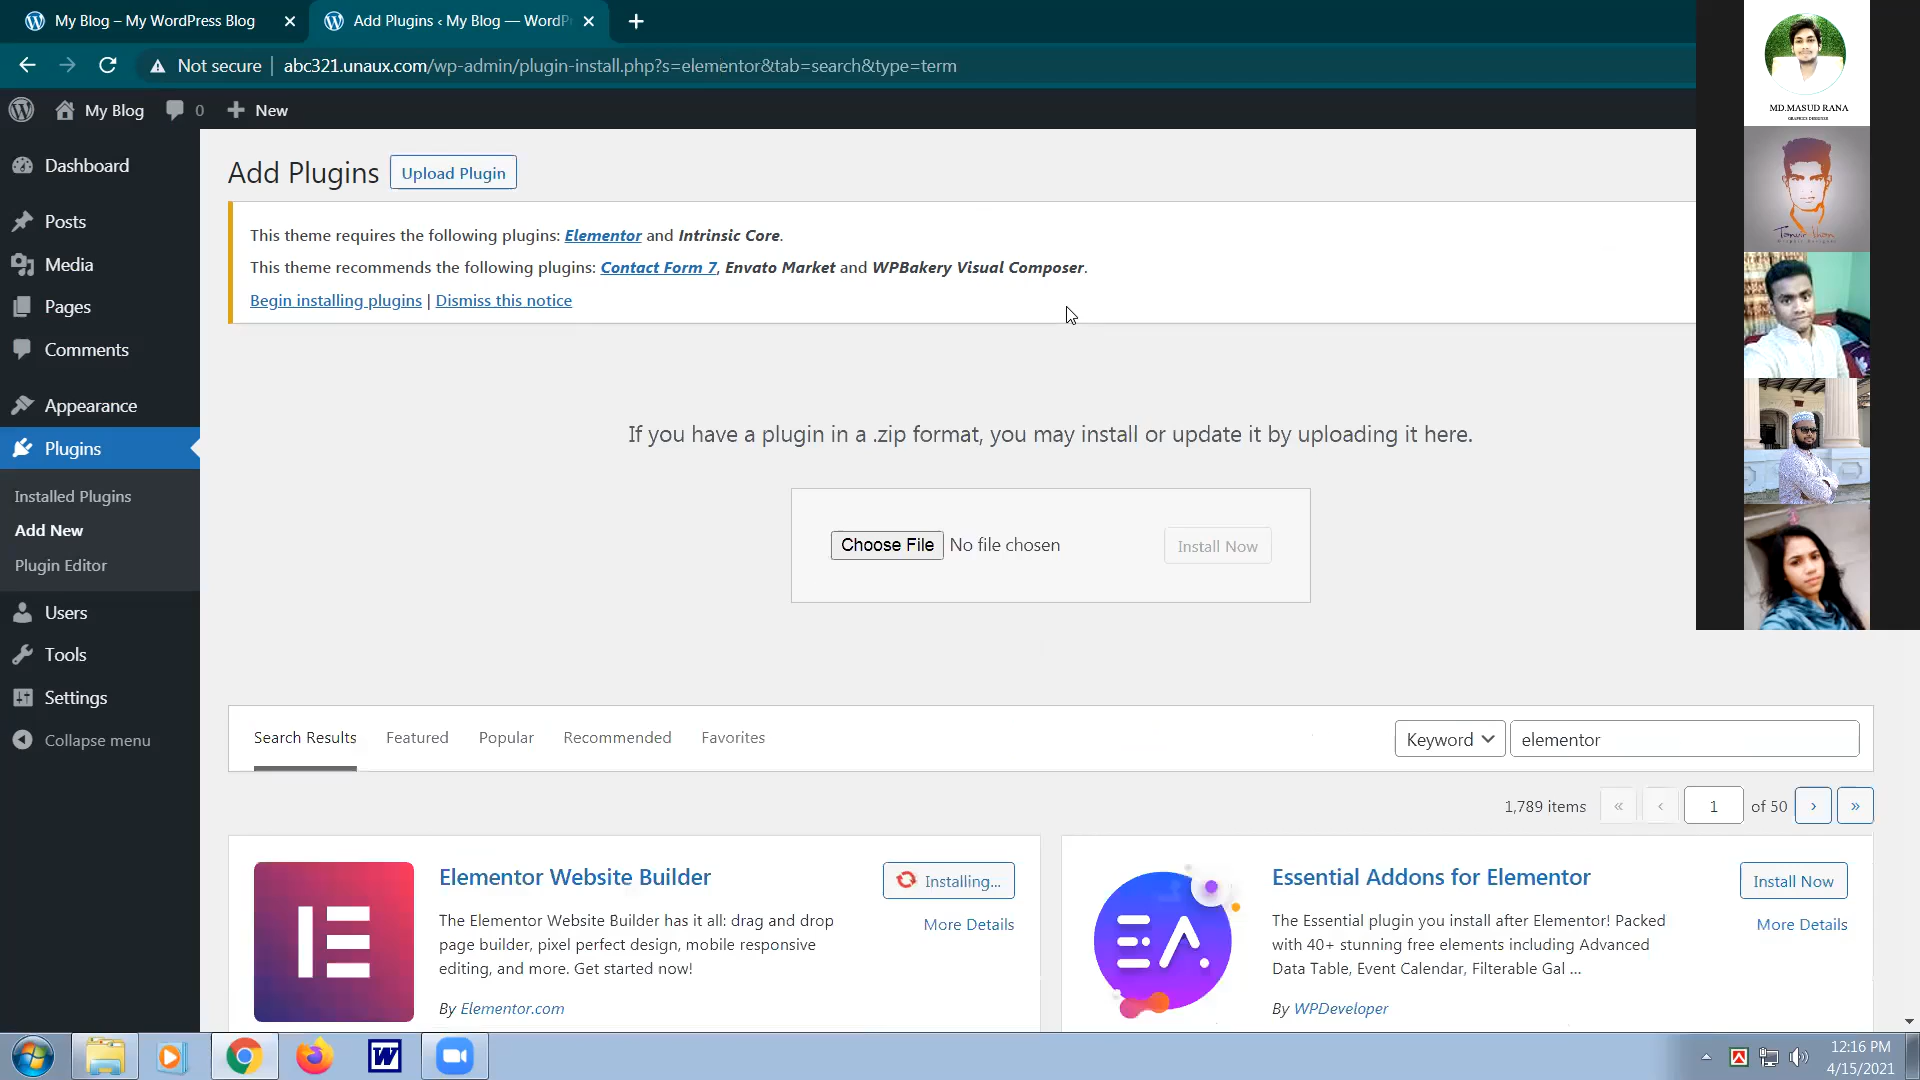 My Blog – My WordPress Blog
Add Plugins ‹ My Blog — WordP
Not secure
abc321.unaux.com/wp-admin/plugin-install.php?s=elementor&tab=search&type=term
My Blog
0
New
MD.MASUD RANA
GRAPHICS DESIGNER
Dashboard
Posts
Media
Pages
Comments
Appearance
Plugins
Installed Plugins
Add New
Plugin Editor
Users
Tools
Settings
Collapse menu
Add Plugins
Upload Plugin
This theme requires the following plugins: Elementor and Intrinsic Core.
This theme recommends the following plugins: Contact Form 7, Envato Market and WPBakery Visual Composer.
Begin installing plugins | Dismiss this notice
If you have a plugin in a .zip format, you may install or update it by uploading it here.
Choose File No file chosen
Install Now
Search Results
Featured
Popular
Recommended
Favorites
Keyword
elementor
1,789 items
«
‹
1
of 50
›
»
Elementor Website Builder
Installing...
More Details
The Elementor Website Builder has it all: drag and drop
page builder, pixel perfect design, mobile responsive
editing, and more. Get started now!
By Elementor.com
Essential Addons for Elementor
Install Now
More Details
The Essential plugin you install after Elementor! Packed
with 40+ stunning free elements including Advanced
Data Table, Event Calendar, Filterable Gal ...
By WPDeveloper
12:16 PM
4/15/2021